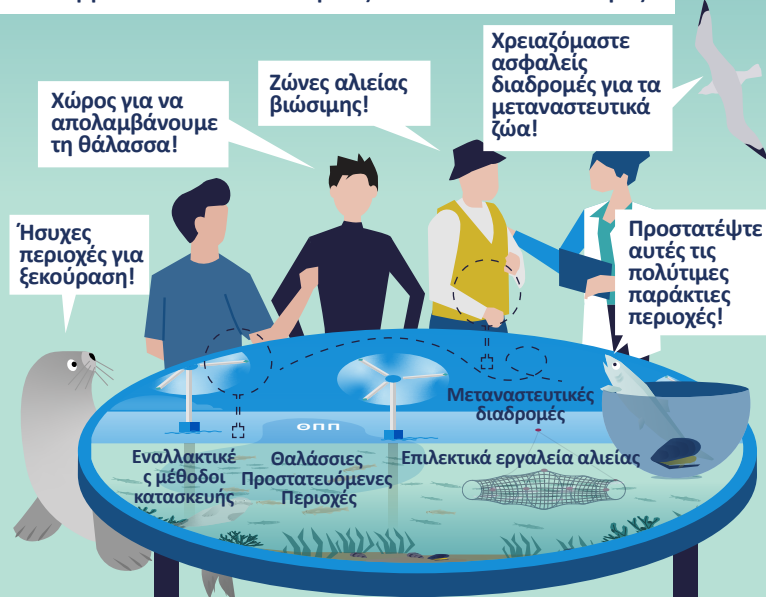 Χρειαζόμαστε
ασφαλείς
διαδρομές για τα
μεταναστευτικά
ζώα!
Ζώνες αλιείας
βιώσιμης!
Χώρος για να
απολαμβάνουμε
τη θάλασσα!
Ήσυχες
περιοχές για
ξεκούραση!
Προστατέψτε
αυτές τις
πολύτιμες
παράκτιες
περιοχές!
Μεταναστευτικές
διαδρομές
ΘΠΠ
Εναλλακτικέ
ς μέθοδοι
κατασκευής
Θαλάσσιες
Προστατευόμενες
Περιοχές
Επιλεκτικά εργαλεία αλιείας